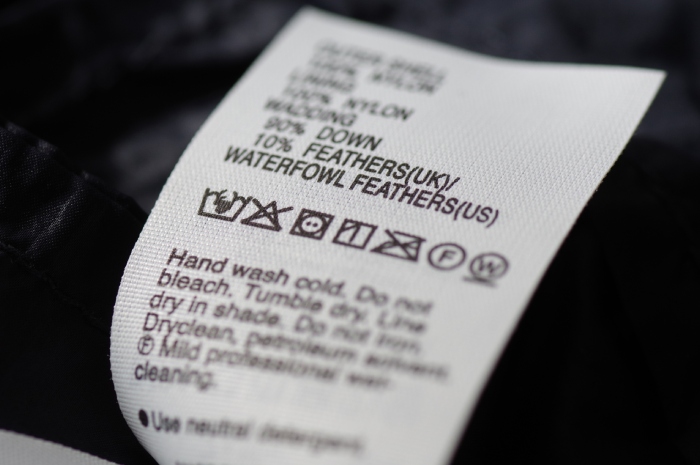 OUTER SHELL
100% NYLON
LINING
100% NYLON
WADDING
90% DOWN
10% FEATHERS(UK)/
WATERFOWL FEATHERS(US)
F W
Hand wash cold. Do not
bleach. Tumble dry. Line
dry in shade. Do not iron.
Dryclean, petroleum solvent.
Ⓕ Mild professional wet
cleaning.
●Use neutral detergent.